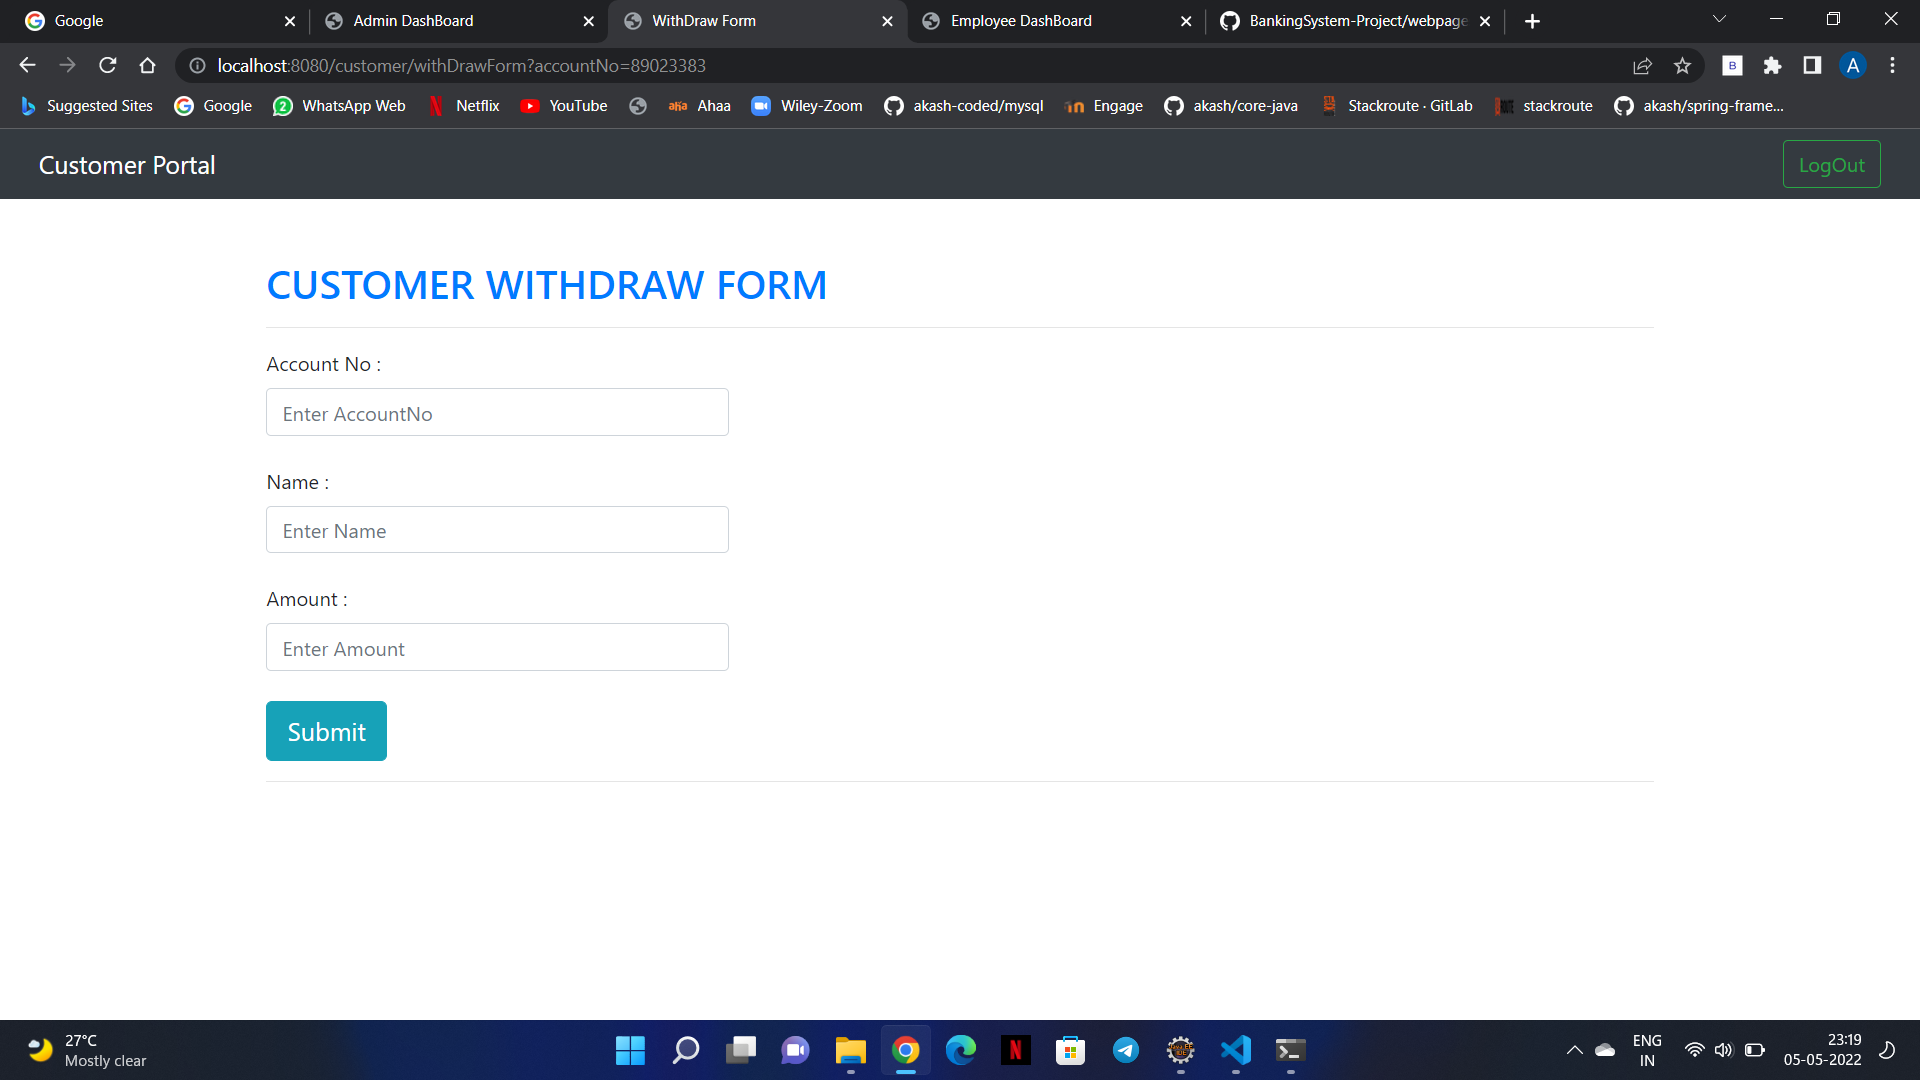 Google
Admin DashBoard
WithDraw Form
Employee DashBoard
BankingSystem-Project/webpage
localhost:8080/customer/withDrawForm?accountNo=89023383
B
A
Suggested Sites
Google
2
WhatsApp Web
Netflix
YouTube
aha
Ahaa
Wiley-Zoom
akash-coded/mysql
Engage
akash/core-java
Stackroute · GitLab
stackroute
akash/spring-frame...
Customer Portal
LogOut
CUSTOMER WITHDRAW FORM
Account No :
Enter AccountNo
Name :
Enter Name
Amount :
Enter Amount
Submit
27°C
Mostly clear
N
ENG
IN
23:19
05-05-2022